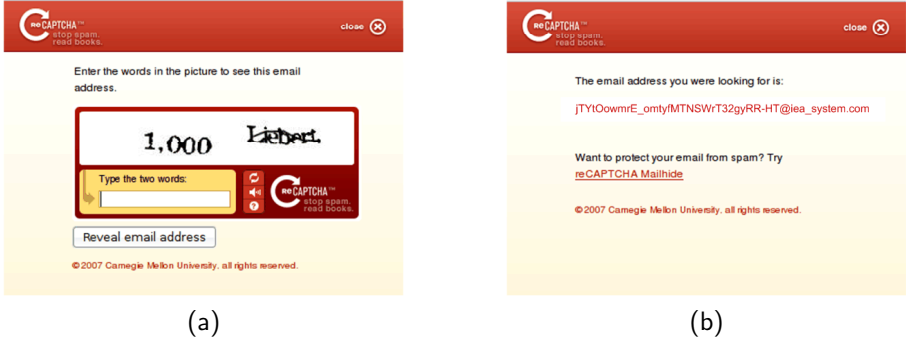 reCAPTCHA™
stop spam.
read books.
close
Enter the words in the picture to see this email
address.
1,000 Liebert.
Type the two words:
reCAPTCHA™
stop spam.
read books.
Reveal email address
©2007 Carnegie Mellon University, all rights reserved.
(a)
reCAPTCHA™
stop spam.
read books.
close
The email address you were looking for is:
jTYtOowmrE_omtyfMTNSWrT32gyRR-HT@iea_system.com
Want to protect your email from spam? Try
reCAPTCHA Mailhide
©2007 Carnegie Mellon University, all rights reserved.
(b)